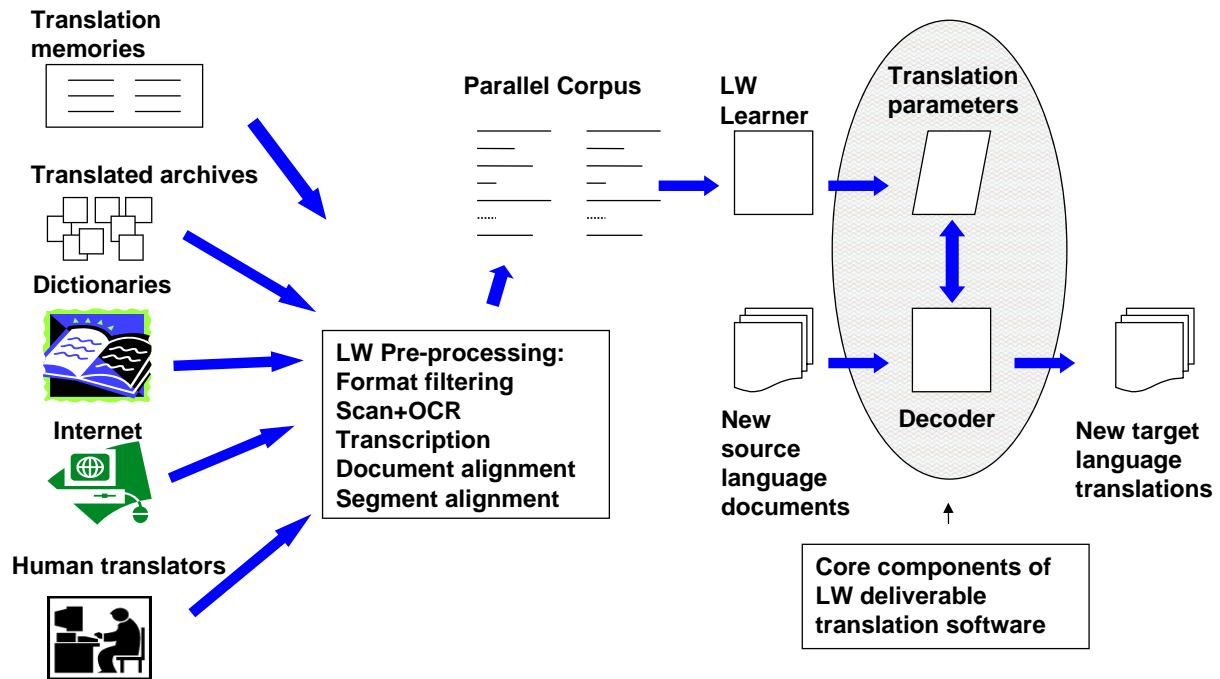 Translation
memories
Translated archives
Dictionaries
Internet
Human translators
LW Pre-processing:
Format filtering
Scan+OCR
Transcription
Document alignment
Segment alignment
Parallel Corpus
LW
Learner
Translation
parameters
New
source
language
documents
Decoder
New target
language
translations
Core components of
LW deliverable
translation software